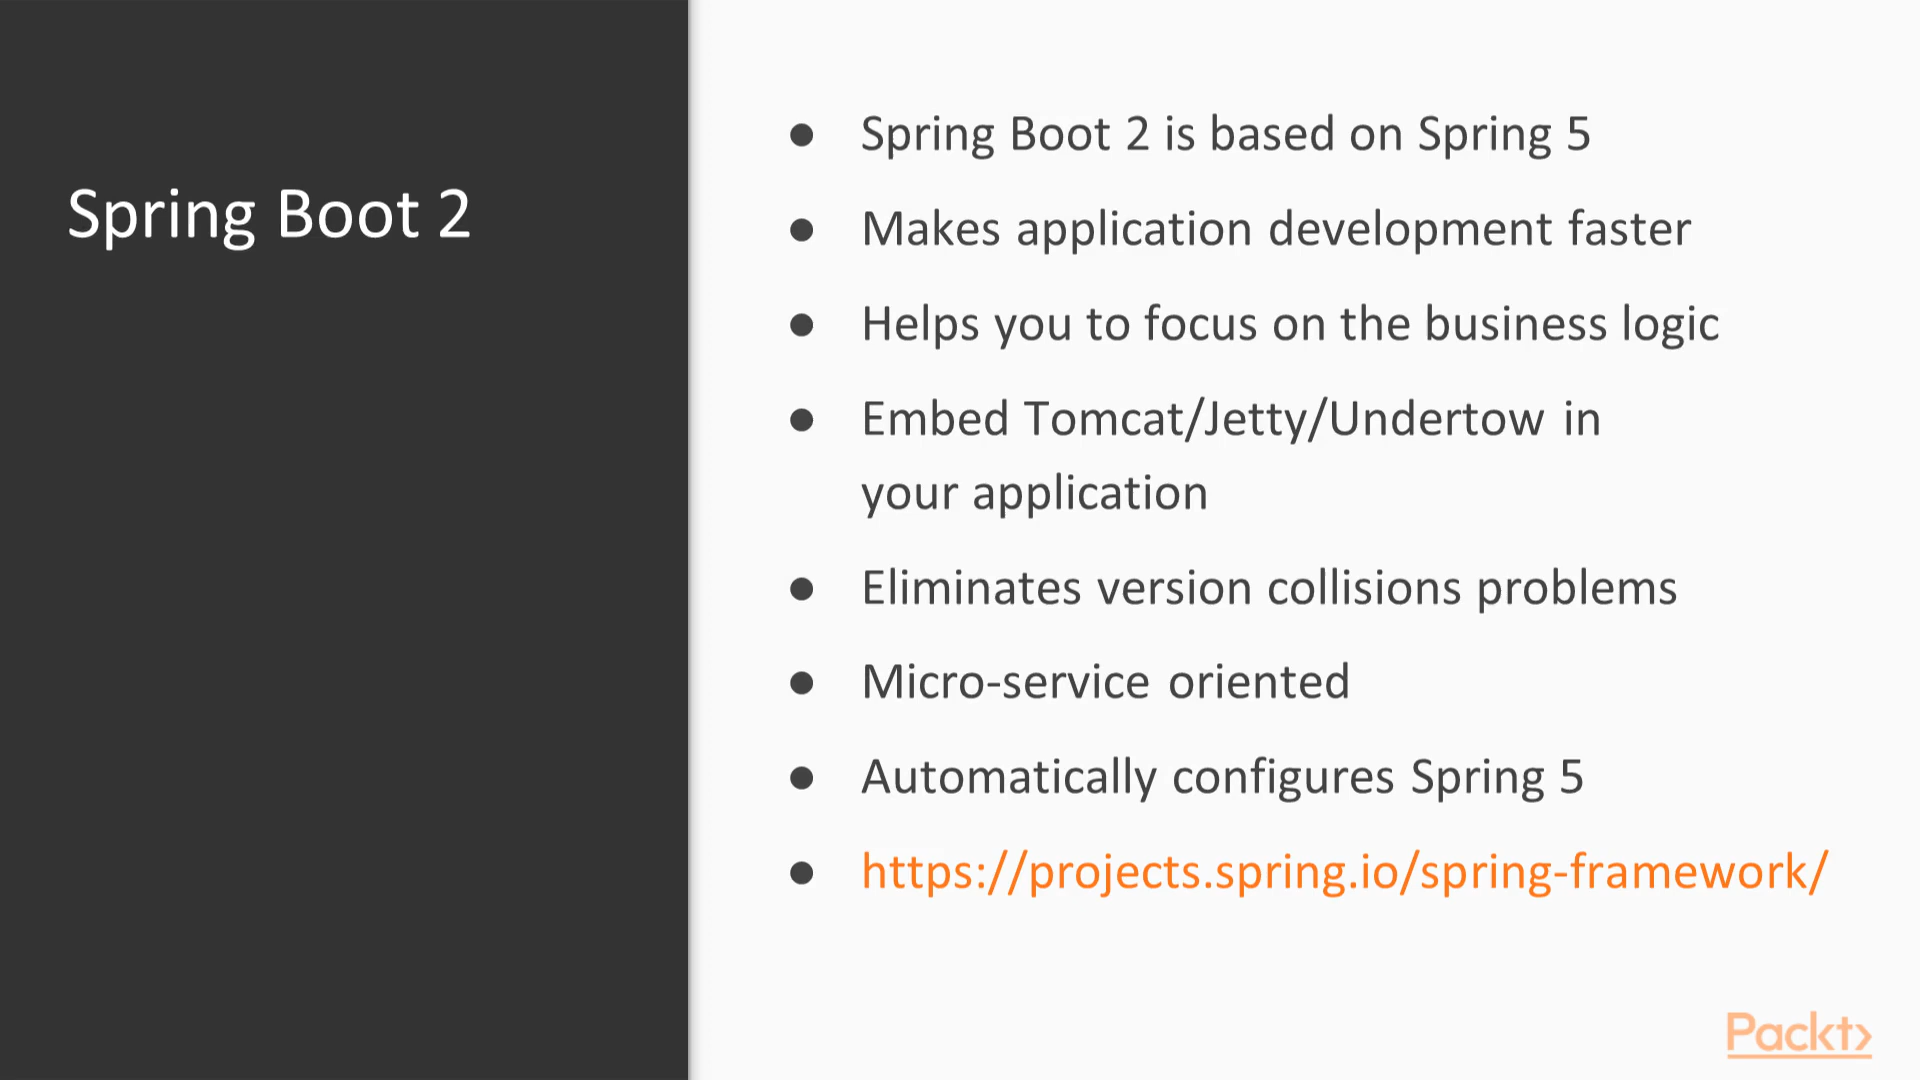 Spring Boot 2
● Spring Boot 2 is based on Spring 5
● Makes application development faster
● Helps you to focus on the business logic
● Embed Tomcat/Jetty/Undertow in
your application
● Eliminates version collisions problems
● Micro-service oriented
● Automatically configures Spring 5
● https://projects.spring.io/spring-framework/
Packt>